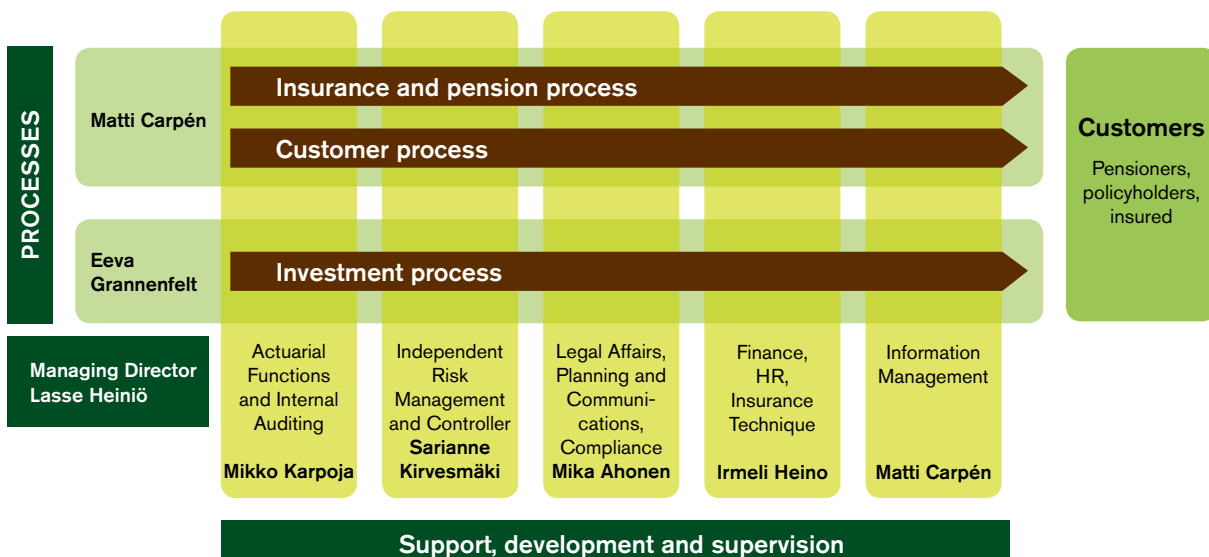 PROCESSES
Matti Carpén
Insurance and pension process
Customer process
Eeva
Grannenfelt
Investment process
Customers
Pensioners,
policyholders,
insured
Managing Director
Lasse Heiniö
Actuarial
Functions
and Internal
Auditing
Mikko Karpoja
Independent
Risk
Management
and Controller
Sarianne
Kirvesmäki
Legal Affairs,
Planning and
Communi-
cations,
Compliance
Mika Ahonen
Finance,
HR,
Insurance
Technique
Irmeli Heino
Information
Management
Matti Carpén
Support, development and supervision